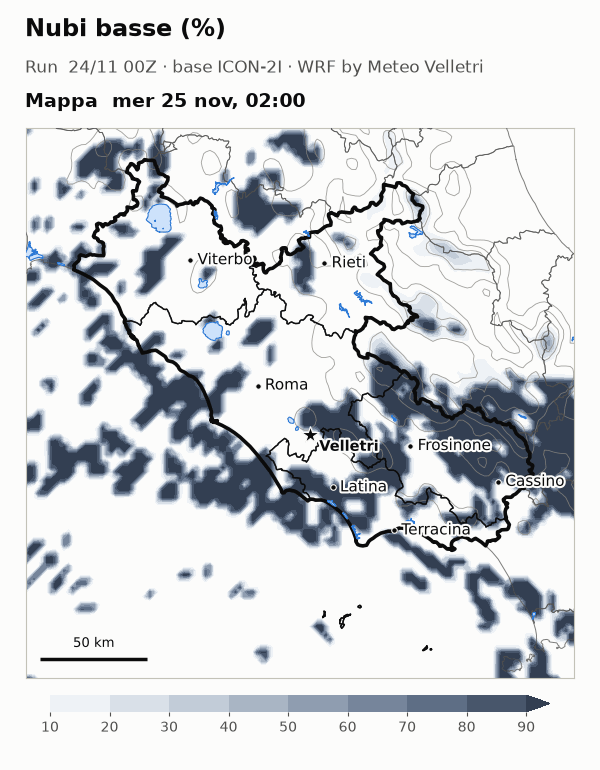 Nubi basse (%)
Run  24/11 00Z · base ICON-2I · WRF by Meteo Velletri
Mappa  mer 25 nov, 02:00
Viterbo
Rieti
Roma
Velletri
Frosinone
Latina
Cassino
Terracina
50 km
10 20 30 40 50 60 70 80 90